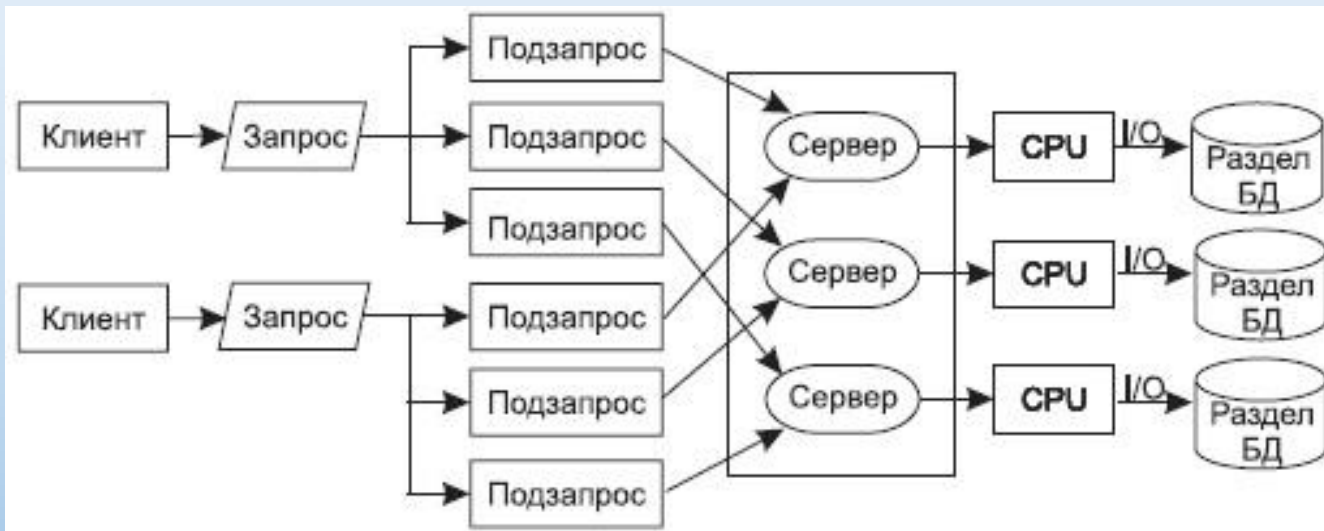 Подзапрос
Клиент
Запрос
Подзапрос
Сервер
CPU
I/O
Раздел
БД
Подзапрос
Сервер
CPU
I/O
Раздел
БД
Клиент
Запрос
Подзапрос
Подзапрос
Сервер
CPU
I/O
Раздел
БД
Подзапрос